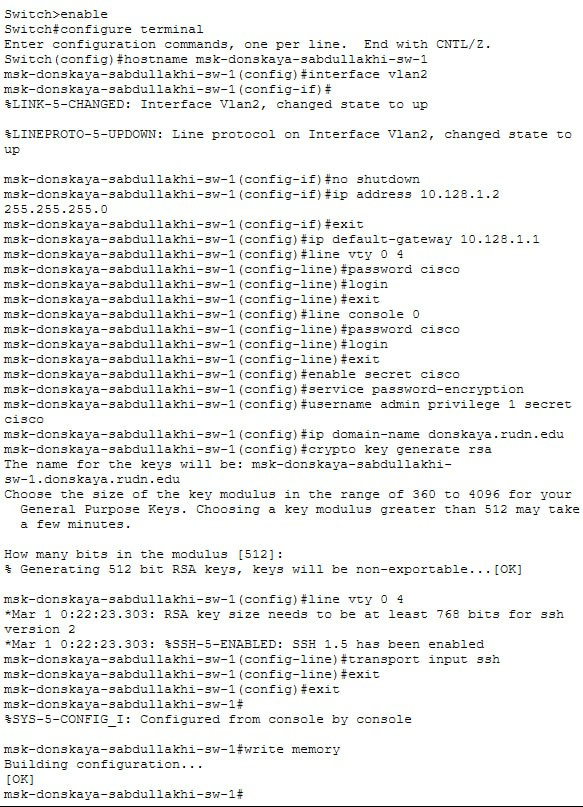 Switch>enable
Switch#configure terminal
Enter configuration commands, one per line.  End with CNTL/Z.
Switch(config)#hostname msk-donskaya-sabdullakhi-sw-1
msk-donskaya-sabdullakhi-sw-1(config)#interface vlan2
msk-donskaya-sabdullakhi-sw-1(config-if)#
%LINK-5-CHANGED: Interface Vlan2, changed state to up
%LINEPROTO-5-UPDOWN: Line protocol on Interface Vlan2, changed state to
up
msk-donskaya-sabdullakhi-sw-1(config-if)#no shutdown
msk-donskaya-sabdullakhi-sw-1(config-if)#ip address 10.128.1.2
255.255.255.0
msk-donskaya-sabdullakhi-sw-1(config-if)#exit
msk-donskaya-sabdullakhi-sw-1(config)#ip default-gateway 10.128.1.1
msk-donskaya-sabdullakhi-sw-1(config)#line vty 0 4
msk-donskaya-sabdullakhi-sw-1(config-line)#password cisco
msk-donskaya-sabdullakhi-sw-1(config-line)#login
msk-donskaya-sabdullakhi-sw-1(config-line)#exit
msk-donskaya-sabdullakhi-sw-1(config)#line console 0
msk-donskaya-sabdullakhi-sw-1(config-line)#password cisco
msk-donskaya-sabdullakhi-sw-1(config-line)#login
msk-donskaya-sabdullakhi-sw-1(config-line)#exit
msk-donskaya-sabdullakhi-sw-1(config)#enable secret cisco
msk-donskaya-sabdullakhi-sw-1(config)#service password-encryption
msk-donskaya-sabdullakhi-sw-1(config)#username admin privilege 1 secret
cisco
msk-donskaya-sabdullakhi-sw-1(config)#ip domain-name donskaya.rudn.edu
msk-donskaya-sabdullakhi-sw-1(config)#crypto key generate rsa
The name for the keys will be: msk-donskaya-sabdullakhi-
sw-1.donskaya.rudn.edu
Choose the size of the key modulus in the range of 360 to 4096 for your
  General Purpose Keys. Choosing a key modulus greater than 512 may take
  a few minutes.
How many bits in the modulus [512]:
% Generating 512 bit RSA keys, keys will be non-exportable...[OK]
msk-donskaya-sabdullakhi-sw-1(config)#line vty 0 4
*Mar 1 0:22:23.303: RSA key size needs to be at least 768 bits for ssh
version 2
*Mar 1 0:22:23.303: %SSH-5-ENABLED: SSH 1.5 has been enabled
msk-donskaya-sabdullakhi-sw-1(config-line)#transport input ssh
msk-donskaya-sabdullakhi-sw-1(config-line)#exit
msk-donskaya-sabdullakhi-sw-1(config)#exit
msk-donskaya-sabdullakhi-sw-1#
%SYS-5-CONFIG_I: Configured from console by console
msk-donskaya-sabdullakhi-sw-1#write memory
Building configuration...
[OK]
msk-donskaya-sabdullakhi-sw-1#